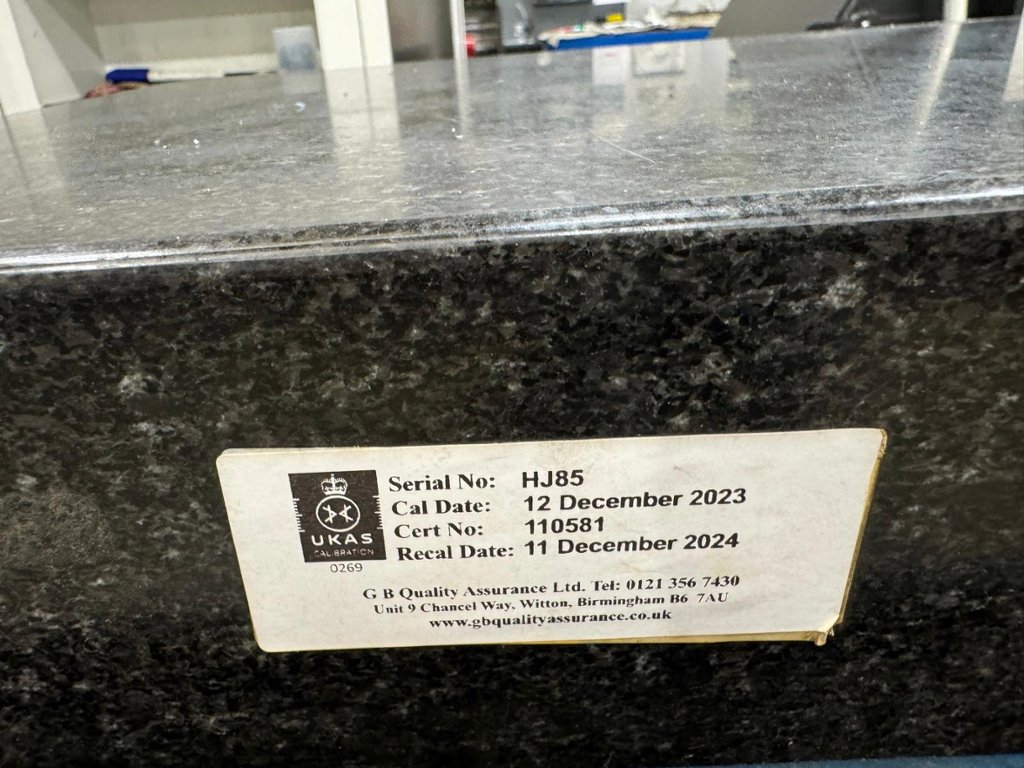 UKAS
CALIBRATION
0269
Serial No: HJ85
Cal Date: 12 December 2023
Cert No: 110581
Recal Date: 11 December 2024
G B Quality Assurance Ltd. Tel: 0121 356 7430
Unit 9 Chancel Way, Witton, Birmingham B6 7AU
www.gbqualityassurance.co.uk